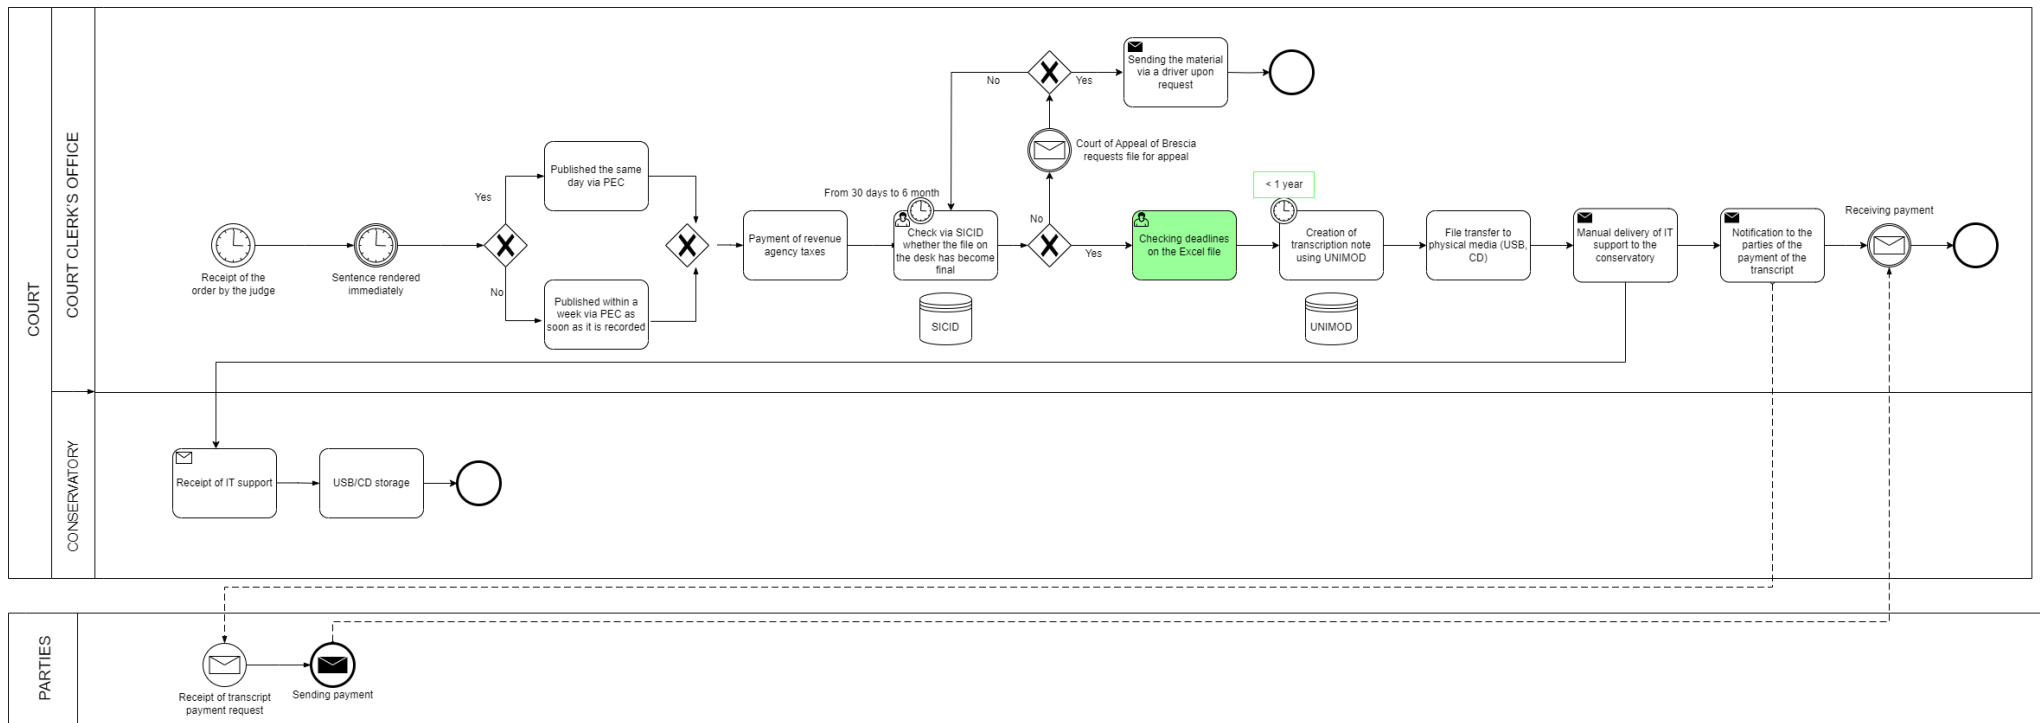 COURT
COURT CLERK'S OFFICE
Receipt of the
order by the judge
Sentence rendered
immediately
Yes
No
Published the same
day via PEC
Published within a
week via PEC as
soon as it is recorded
Payment of revenue
agency taxes
From 30 days to 6 month
Check via SICID
whether the file on
the desk has become
final
SICID
No
Yes
Sending the material
via a driver upon
request
Court of Appeal of Brescia
requests file for appeal
No
Yes
Checking deadlines
on the Excel file
< 1 year
Creation of
transcription note
using UNIMOD
UNIMOD
File transfer to
physical media (USB,
CD)
Manual delivery of IT
support to the
conservatory
Notification to the
parties of the
payment of the
transcript
Receiving payment
CONSERVATORY
Receipt of IT support
USB/CD storage
PARTIES
Receipt of transcript
payment request
Sending payment